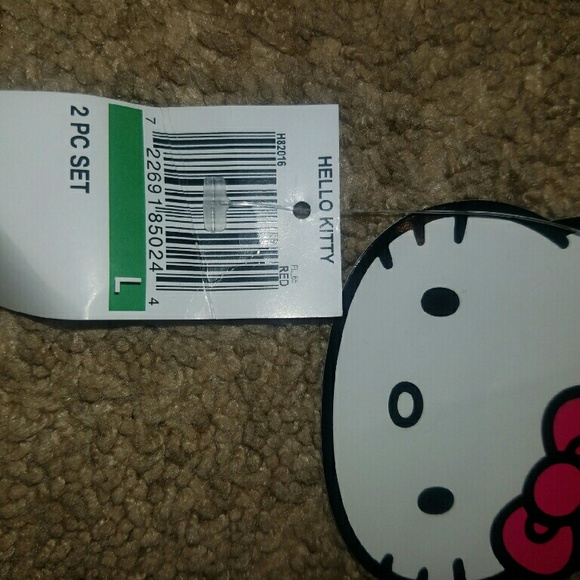 HELLO KITTY
H82016
RED
7 22691 85024 4
L
2 PC SET